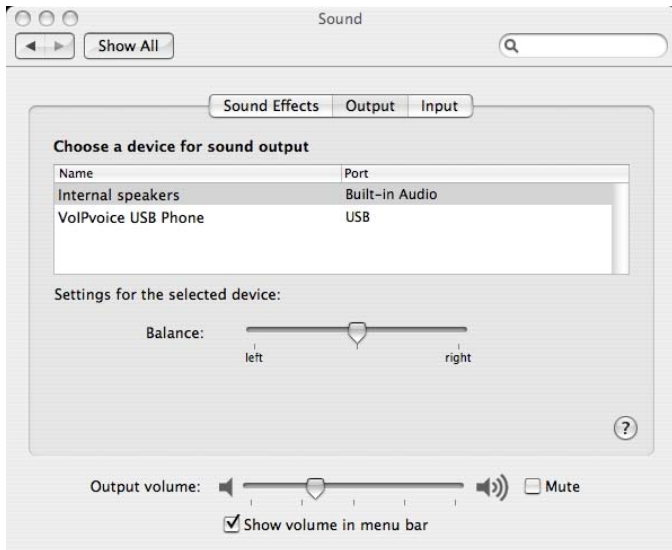 Sound
Show All
Sound Effects Output Input
Choose a device for sound output
Name Port
Internal speakers Built-in Audio
VoIPvoice USB Phone USB
Settings for the selected device:
Balance:
left right
?
Output volume: Mute
Show volume in menu bar